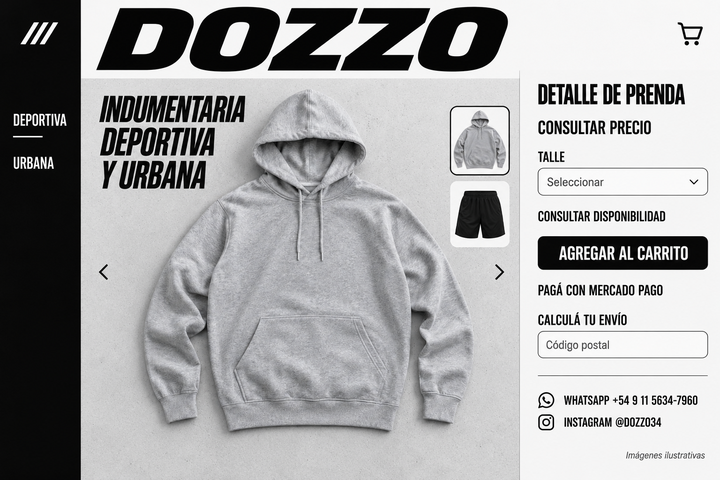 DOZZO
DEPORTIVA
URBANA
INDUMENTARIA
DEPORTIVA
Y URBANA
DETALLE DE PRENDA
CONSULTAR PRECIO
TALLE
Seleccionar
CONSULTAR DISPONIBILIDAD
AGREGAR AL CARRITO
PAGÁ CON MERCADO PAGO
CALCULÁ TU ENVÍO
Código postal
WHATSAPP +54 9 11 5634-7960
INSTAGRAM @DOZZO34
Imágenes ilustrativas